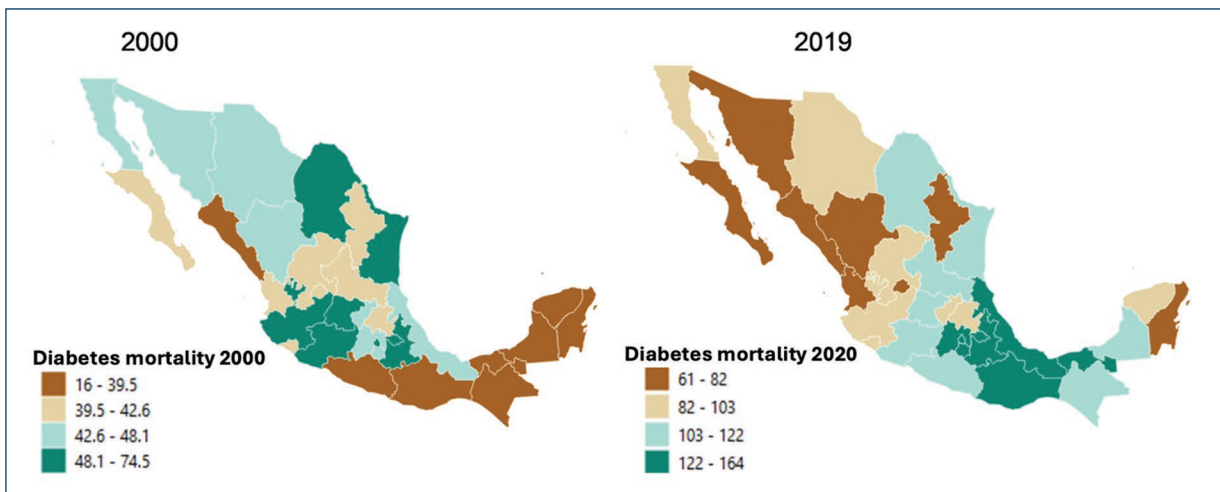 2000
Diabetes mortality 2000
16 - 39.5
39.5 - 42.6
42.6 - 48.1
48.1 - 74.5
2019
Diabetes mortality 2020
61 - 82
82 - 103
103 - 122
122 - 164